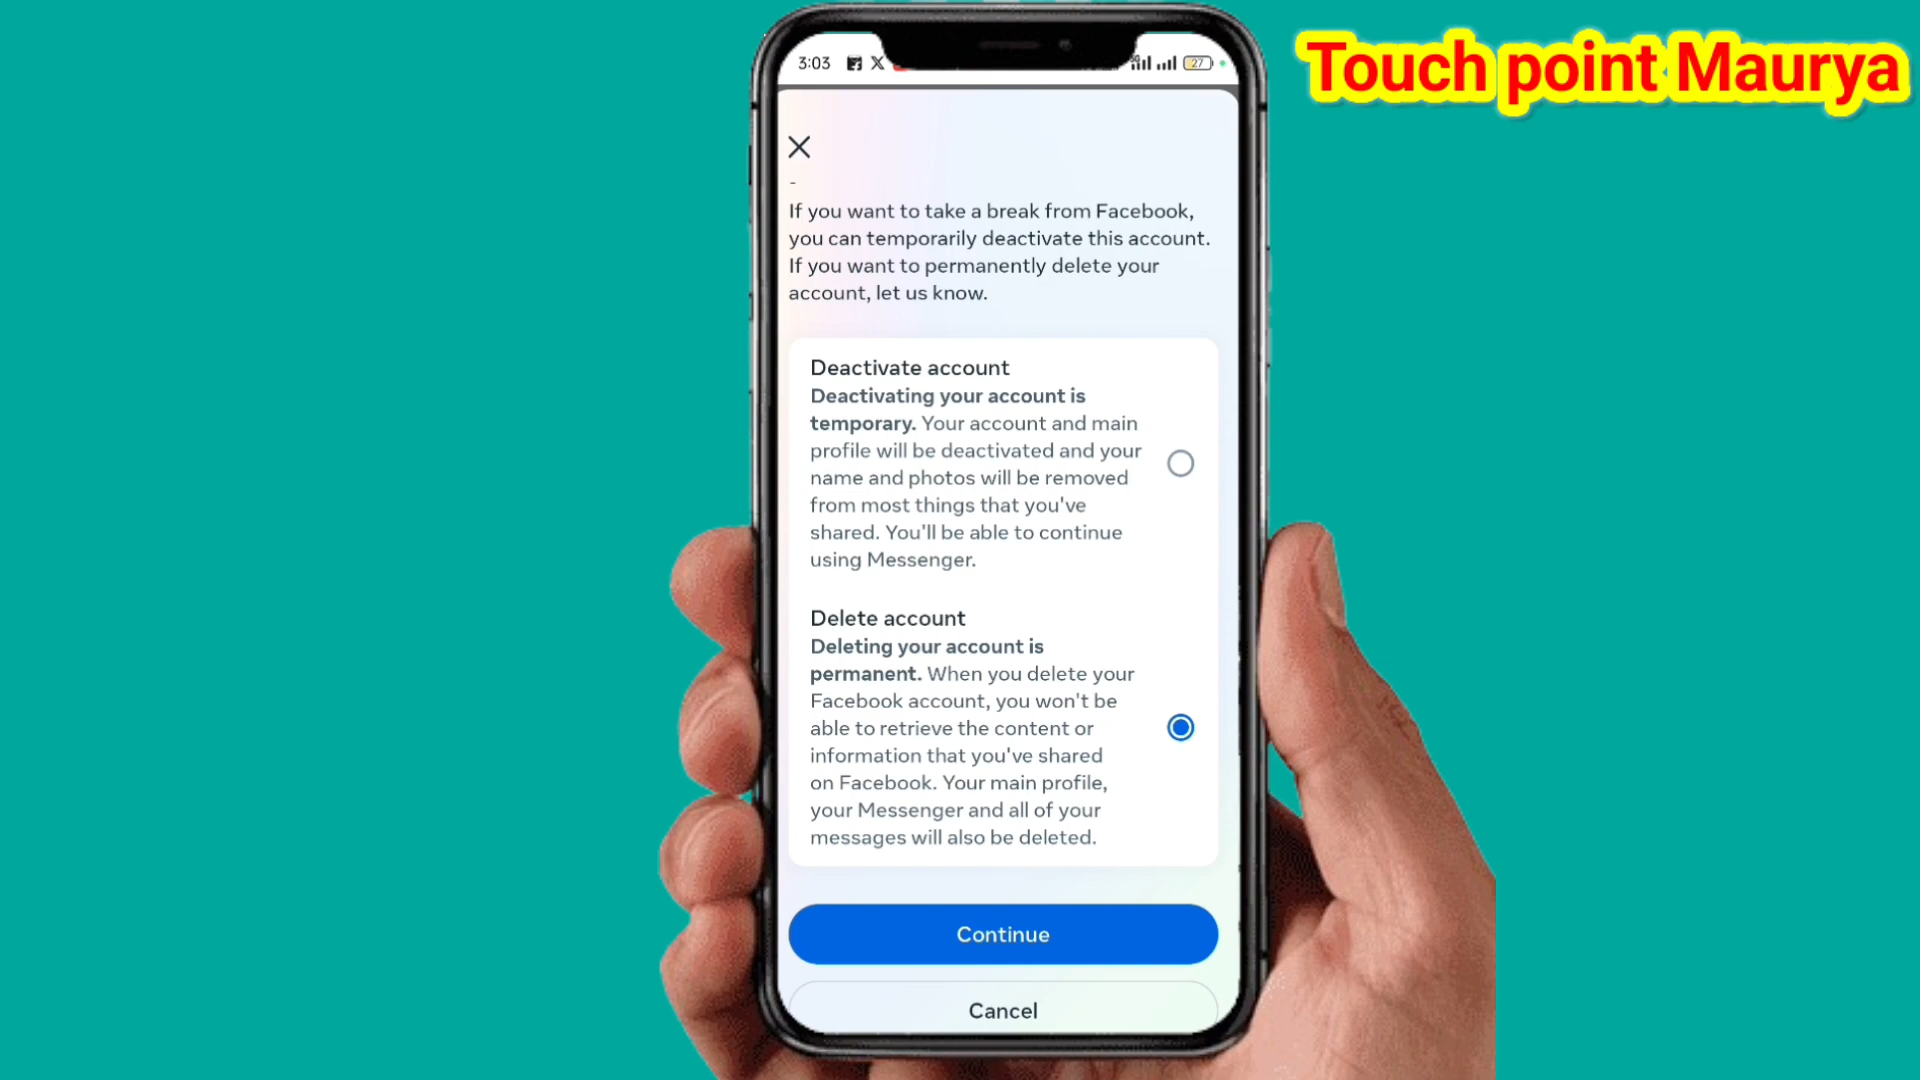 Touch point Maurya
3:03
27
-
If you want to take a break from Facebook,
you can temporarily deactivate this account.
If you want to permanently delete your
account, let us know.
Deactivate account
Deactivating your account is
temporary. Your account and main
profile will be deactivated and your
name and photos will be removed
from most things that you've
shared. You'll be able to continue
using Messenger.
Delete account
Deleting your account is
permanent. When you delete your
Facebook account, you won't be
able to retrieve the content or
information that you've shared
on Facebook. Your main profile,
your Messenger and all of your
messages will also be deleted.
Continue
Cancel